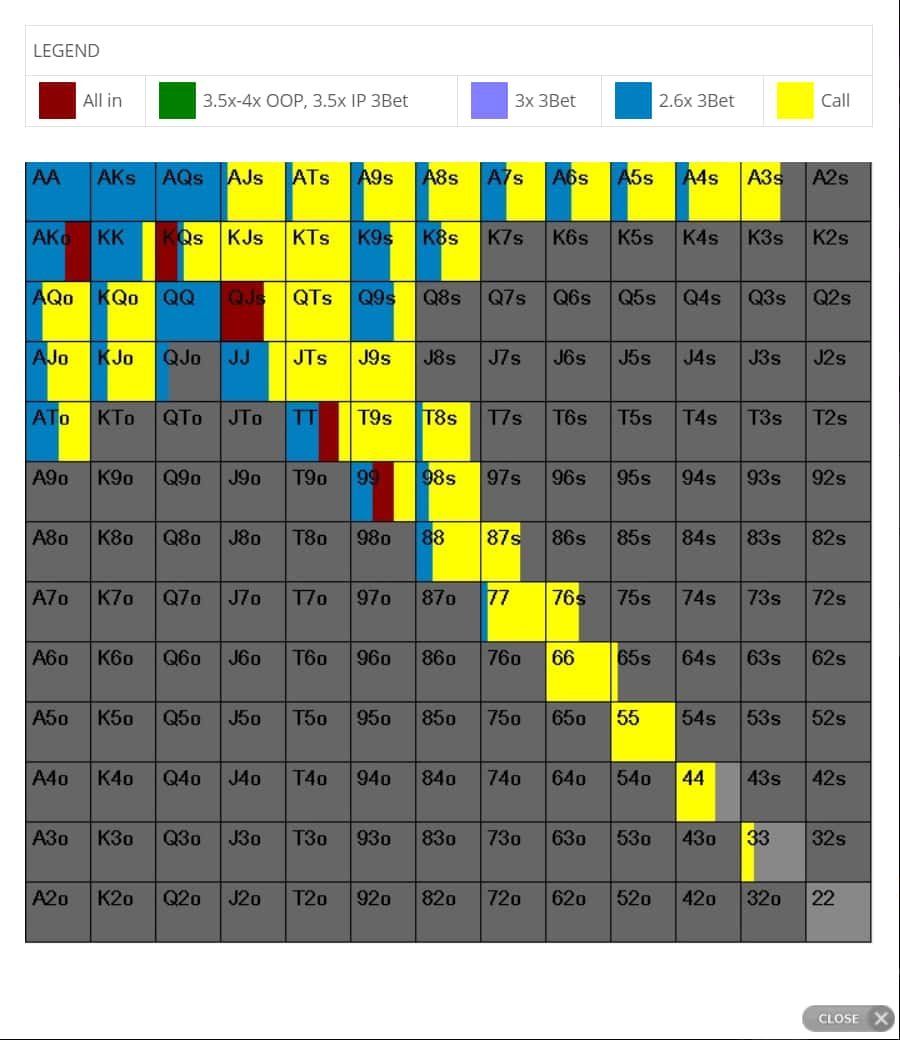 LEGEND
All in 3.5x-4x OOP, 3.5x IP 3Bet 3x 3Bet 2.6x 3Bet Call
AA AKs AQs AJs ATs A9s A8s A7s A6s A5s A4s A3s A2s
AKo KK KQs KJs KTs K9s K8s K7s K6s K5s K4s K3s K2s
AQo KQo QQ QJs QTs Q9s Q8s Q7s Q6s Q5s Q4s Q3s Q2s
AJo KJo QJo JJ JTs J9s J8s J7s J6s J5s J4s J3s J2s
ATo KTo QTo JTo TT T9s T8s T7s T6s T5s T4s T3s T2s
A9o K9o Q9o J9o T9o 99 98s 97s 96s 95s 94s 93s 92s
A8o K8o Q8o J8o T8o 98o 88 87s 86s 85s 84s 83s 82s
A7o K7o Q7o J7o T7o 97o 87o 77 76s 75s 74s 73s 72s
A6o K6o Q6o J6o T6o 96o 86o 76o 66 65s 64s 63s 62s
A5o K5o Q5o J5o T5o 95o 85o 75o 65o 55 54s 53s 52s
A4o K4o Q4o J4o T4o 94o 84o 74o 64o 54o 44 43s 42s
A3o K3o Q3o J3o T3o 93o 83o 73o 63o 53o 43o 33 32s
A2o K2o Q2o J2o T2o 92o 82o 72o 62o 52o 42o 32o 22
CLOSE